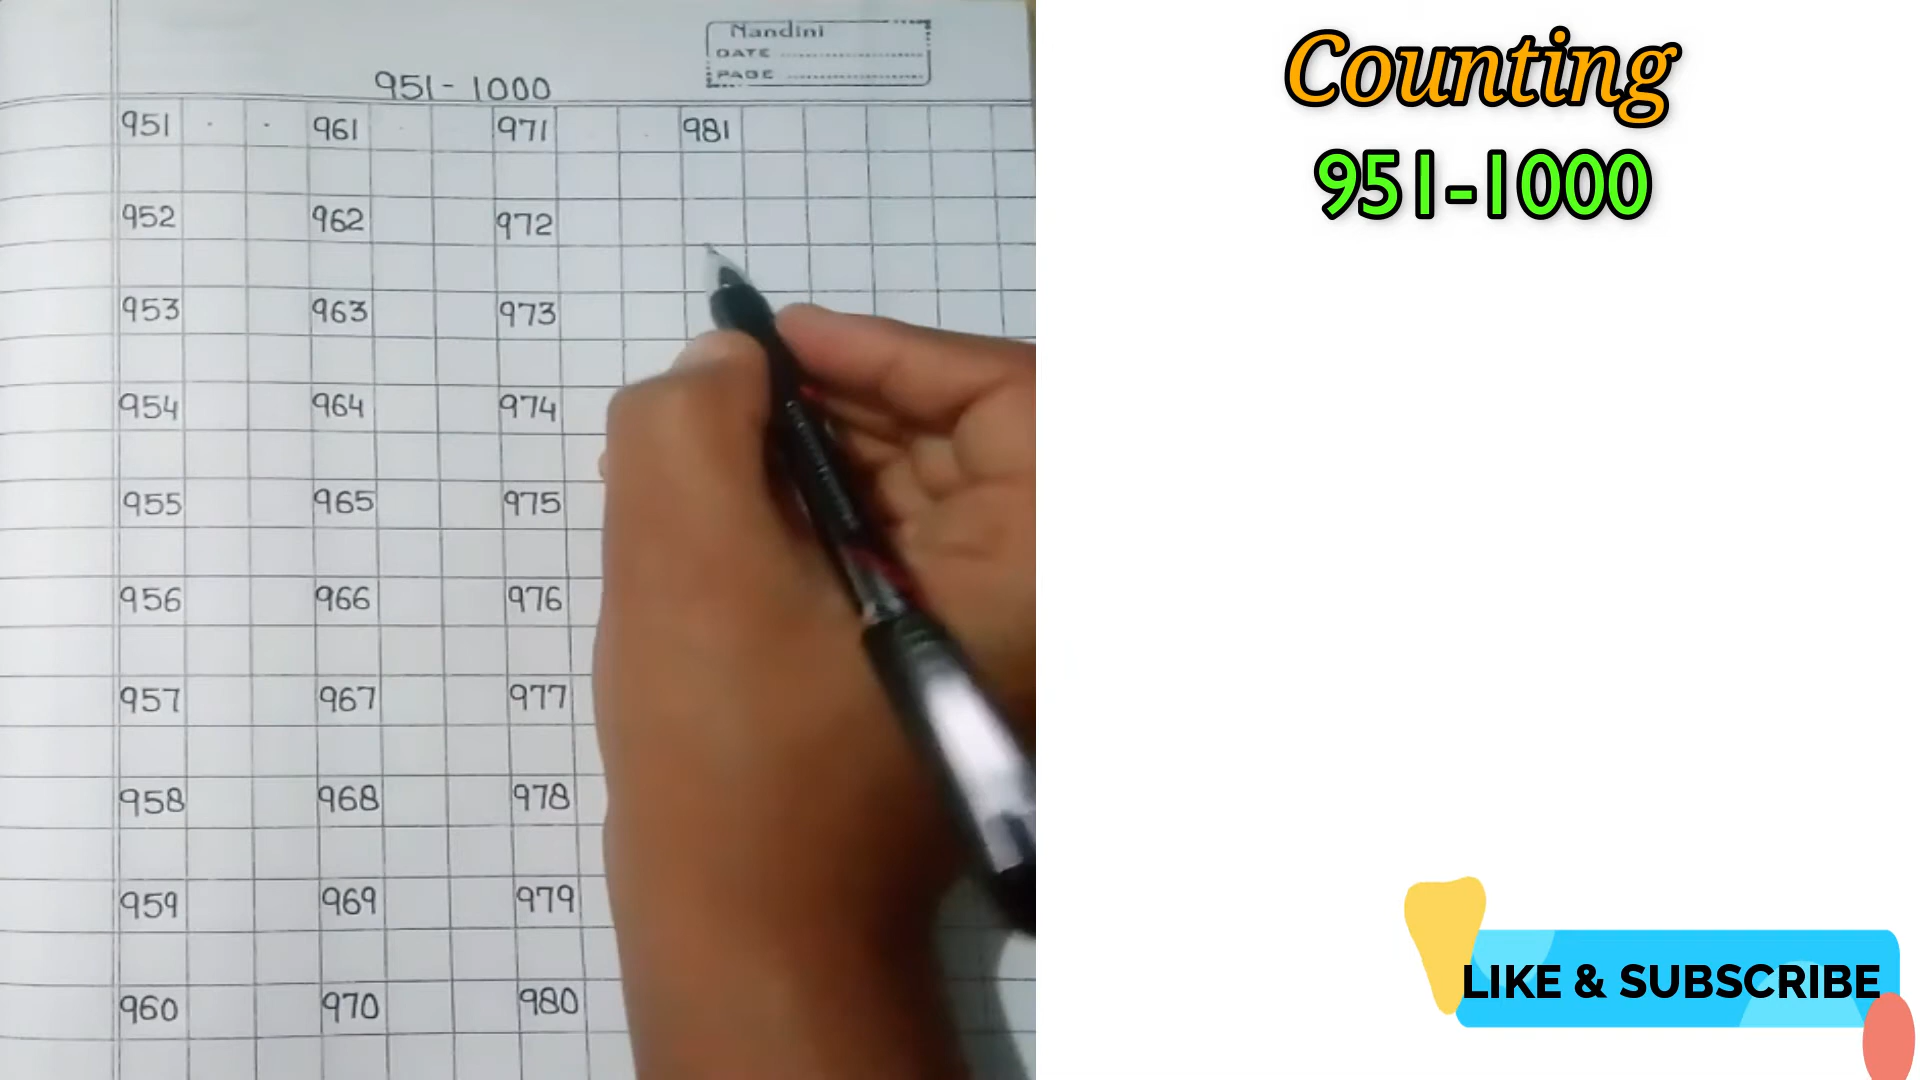 Nandini
DATE
PAGE
951 - 1000
951 961 971 981
952 962 972
953 963 973
954 964 974
955 965 975
956 966 976
957 967 977
958 968 978
959 969 979
960 970 980
Counting
951-1000
LIKE & SUBSCRIBE